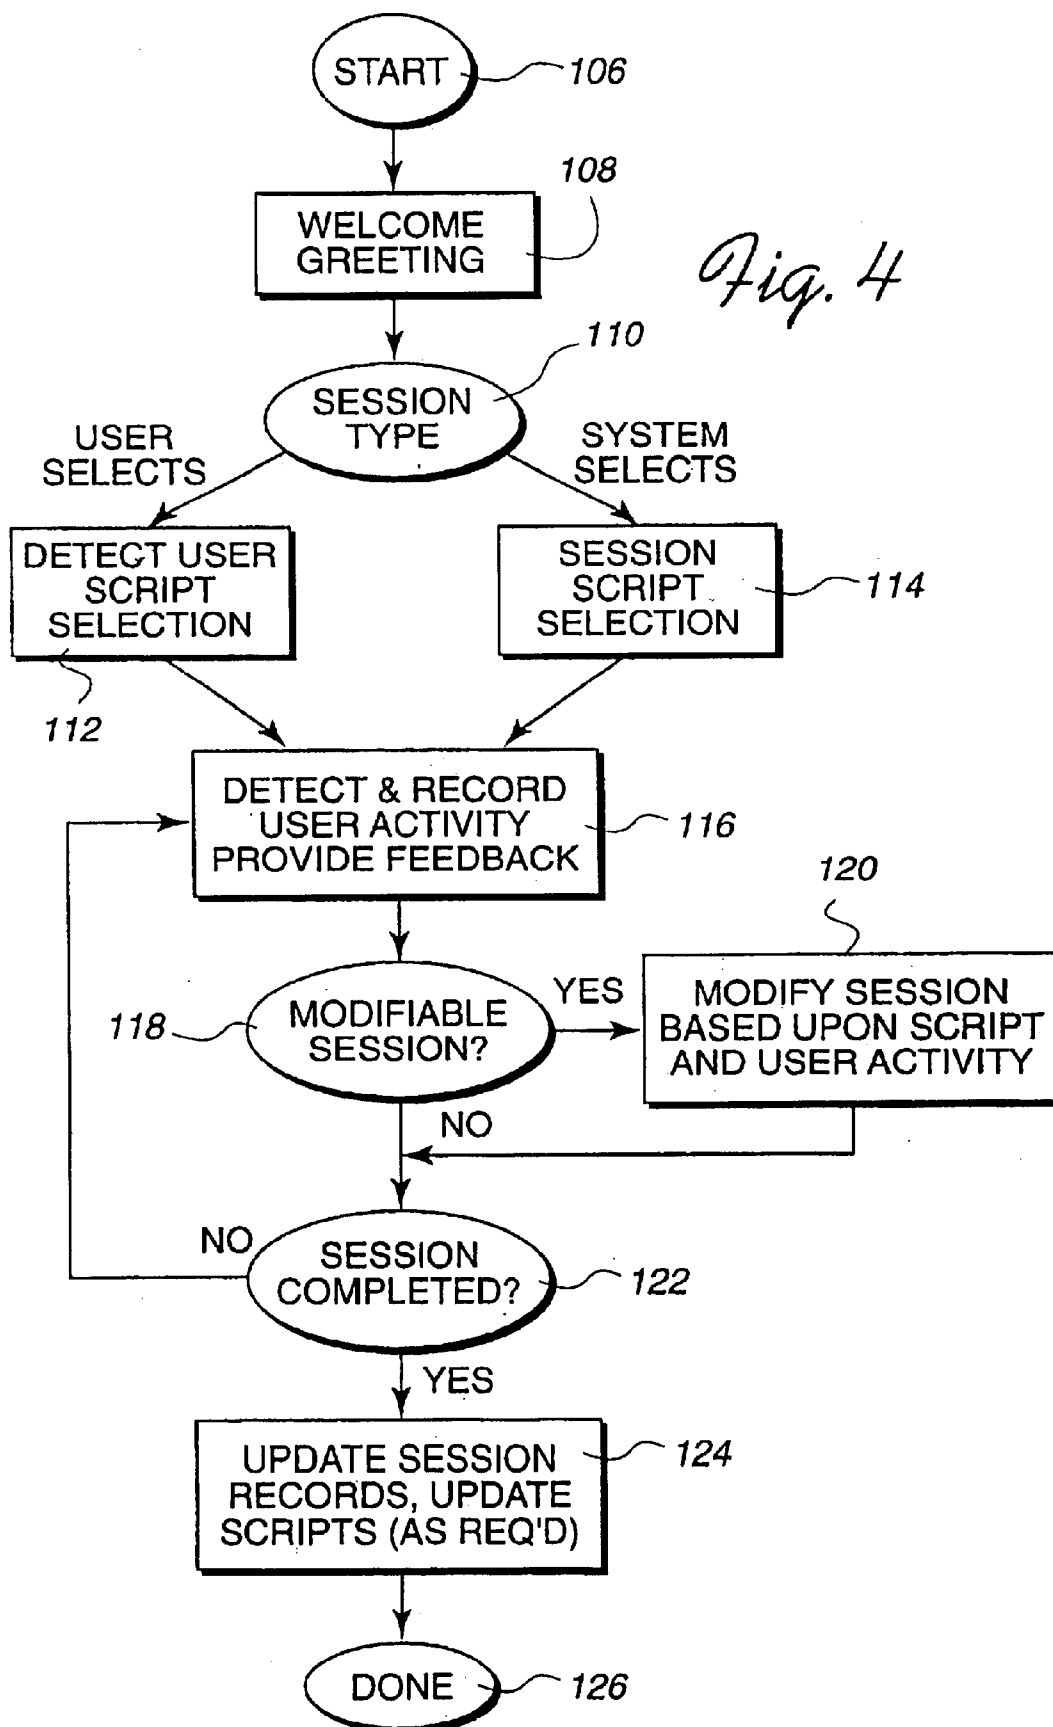 START
106
108
WELCOME
GREETING
Fig. 4
110
SESSION
TYPE
USER
SELECTS
SYSTEM
SELECTS
DETECT USER
SCRIPT
SELECTION
SESSION
SCRIPT
SELECTION
114
112
DETECT & RECORD
USER ACTIVITY
PROVIDE FEEDBACK
116
120
118
MODIFIABLE
SESSION?
YES
MODIFY SESSION
BASED UPON SCRIPT
AND USER ACTIVITY
NO
NO
SESSION
COMPLETED?
122
YES
UPDATE SESSION
RECORDS, UPDATE
SCRIPTS (AS REQ'D)
124
DONE
126